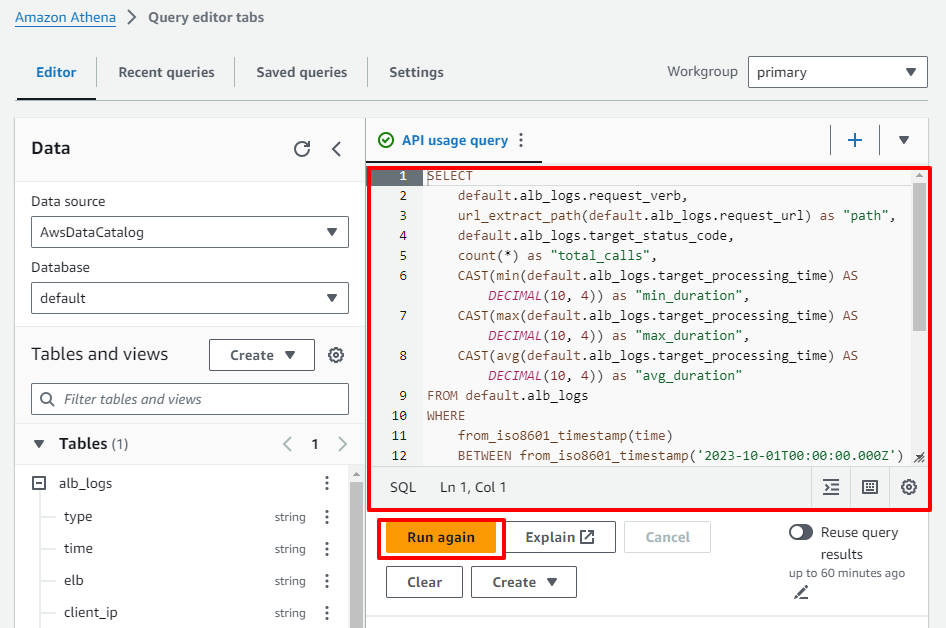 Amazon Athena > Query editor tabs
Editor
Recent queries
Saved queries
Settings
Workgroup
primary
Data
Data source
AwsDataCatalog
Database
default
Tables and views
Create
Filter tables and views
Tables (1)
1
alb_logs
type string
time string
elb string
client_ip string
API usage query
1 SELECT
2 default.alb_logs.request_verb,
3 url_extract_path(default.alb_logs.request_url) as "path",
4 default.alb_logs.target_status_code,
5 count(*) as "total_calls",
6 CAST(min(default.alb_logs.target_processing_time) AS
DECIMAL(10, 4)) as "min_duration",
7 CAST(max(default.alb_logs.target_processing_time) AS
DECIMAL(10, 4)) as "max_duration",
8 CAST(avg(default.alb_logs.target_processing_time) AS
DECIMAL(10, 4)) as "avg_duration"
9 FROM default.alb_logs
10 WHERE
11 from_iso8601_timestamp(time)
12 BETWEEN from_iso8601_timestamp('2023-10-01T00:00:00.000Z')
SQL Ln 1, Col 1
Run again
Explain
Cancel
Reuse query
results
up to 60 minutes ago
Clear
Create